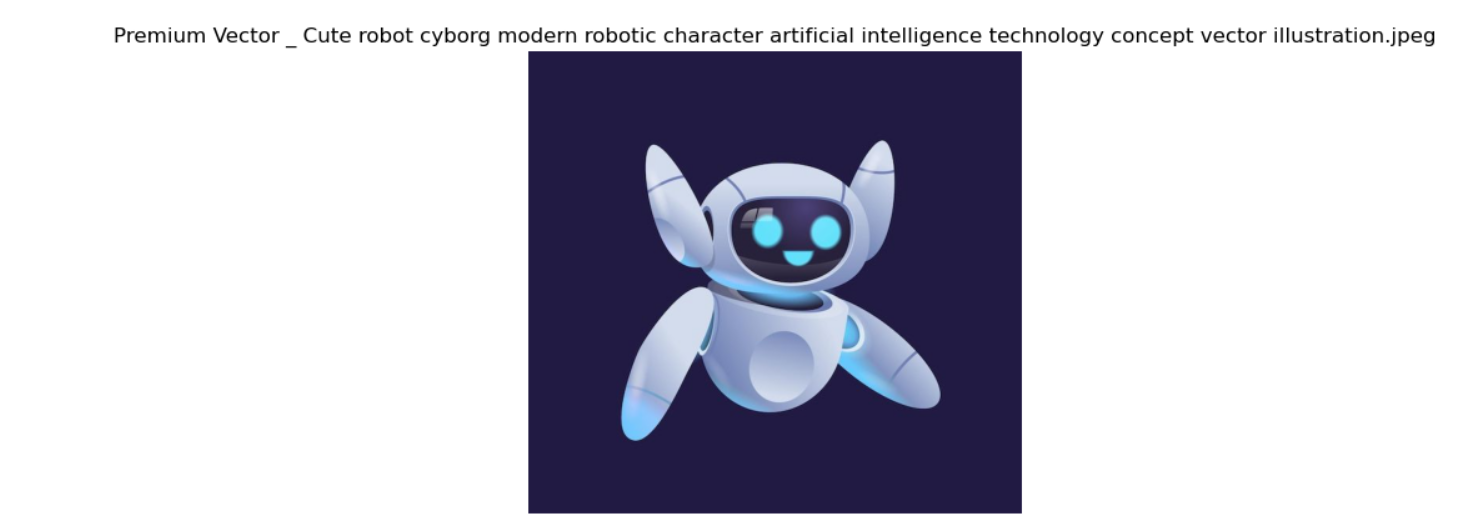 Premium Vector _ Cute robot cyborg modern robotic character artificial intelligence technology concept vector illustration.jpeg